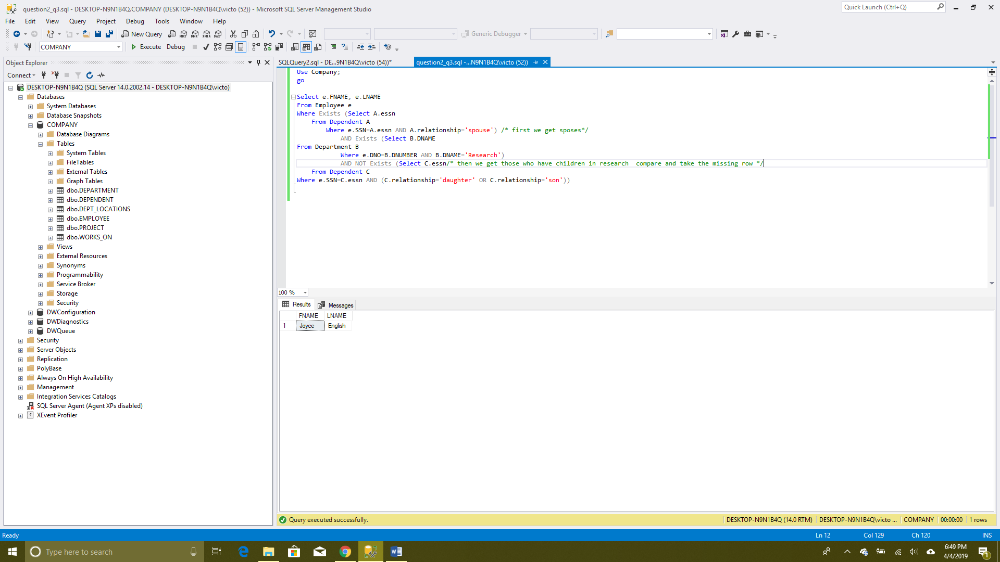 question2_q3.sql - DESKTOP-N9N1B4Q.COMPANY (DESKTOP-N9N1B4Q\victo (52)) - Microsoft SQL Server Management Studio
Quick Launch (Ctrl+Q)
File Edit View Query Project Debug Tools Window Help
New Query
MDX DMX XMLA DAX
Generic Debugger
COMPANY
Execute Debug
Object Explorer
Connect
DESKTOP-N9N1B4Q (SQL Server 14.0.2002.14 - DESKTOP-N9N1B4Q\victo)
Databases
System Databases
Database Snapshots
COMPANY
Database Diagrams
Tables
System Tables
FileTables
External Tables
Graph Tables
dbo.DEPARTMENT
dbo.DEPENDENT
dbo.DEPT_LOCATIONS
dbo.EMPLOYEE
dbo.PROJECT
dbo.WORKS_ON
Views
External Resources
Synonyms
Programmability
Service Broker
Storage
Security
DWConfiguration
DWDiagnostics
DWQueue
Security
Server Objects
Replication
PolyBase
Always On High Availability
Management
Integration Services Catalogs
SQL Server Agent (Agent XPs disabled)
XEvent Profiler
SQLQuery2.sql - DE...9N1B4Q\victo (54))*
question2_q3.sql -...N9N1B4Q\victo (52))
Use Company;
go
Select e.FNAME, e.LNAME
From Employee e
Where Exists (Select A.essn
From Dependent A
Where e.SSN=A.essn AND A.relationship='spouse') /* first we get sposes*/
AND Exists (Select B.DNAME
From Department B
Where e.DNO=B.DNUMBER AND B.DNAME='Research')
AND NOT Exists (Select C.essn/* then we get those who have children in research  compare and take the missing row */
From Dependent C
Where e.SSN=C.essn AND (C.relationship='daughter' OR C.relationship='son'))
100 %
Results Messages
FNAME LNAME
1 Joyce English
Query executed successfully.
DESKTOP-N9N1B4Q (14.0 RTM) DESKTOP-N9N1B4Q\victo ... COMPANY 00:00:00 1 rows
Ready
Ln 12 Col 129 Ch 120 INS
Type here to search
6:49 PM
4/4/2019
1